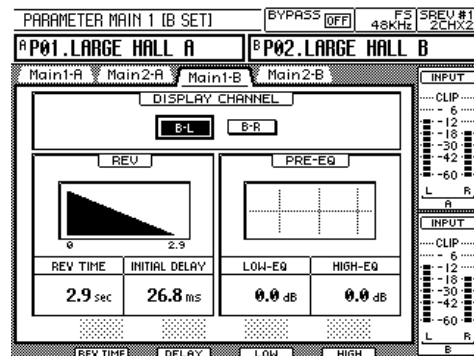 PARAMETER MAIN 1 [B SET]
BYPASS OFF
FS 48KHz
SREV #1 2CHX2
A P01.LARGE HALL A
B P02.LARGE HALL B
Main1-A
Main2-A
Main1-B
Main2-B
DISPLAY CHANNEL
B-L
B-R
REV
PRE-EQ
0
2.9
REV TIME
INITIAL DELAY
LOW-EQ
HIGH-EQ
2.9 sec
26.8 ms
0.0 dB
0.0 dB
REV TIME
DELAY
LOW
HIGH
INPUT
CLIP
6
-12
-18
-30
-42
-60
L R
A
INPUT
CLIP
6
-12
-18
-30
-42
-60
L R
B